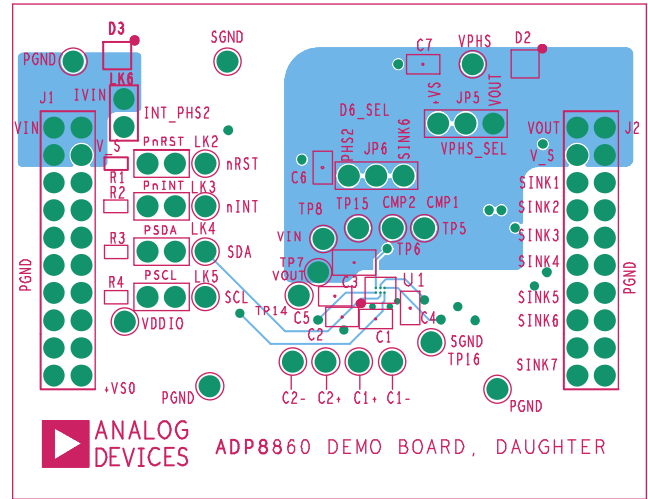 D3
SGND
C7
VPHS
D2
PGND
LK6
J1
IVIN
+VS
VOUT
INT_PHS2
D6_SEL
JP5
VIN
PnRST
LK2
PHS2
JP6
SINK6
VPHS_SEL
VOUT
J2
V_S
nRST
V_S
R1
C6
R2
PnINT
LK3
SINK1
nINT
TP8
TP15
CMP2
CMP1
SINK2
R3
PSDA
LK4
SDA
VIN
TP5
SINK3
TP6
TP7
VOUT
SINK4
PGND
R4
PSCL
LK5
SCL
C3
U1
PGND
TP14
C5
C4
SINK5
VDDIO
C2
C1
SGND
TP16
SINK6
SINK7
+VSO
PGND
C2-
C2+
C1+
C1-
PGND
ANALOG
DEVICES
ADP8860 DEMO BOARD, DAUGHTER